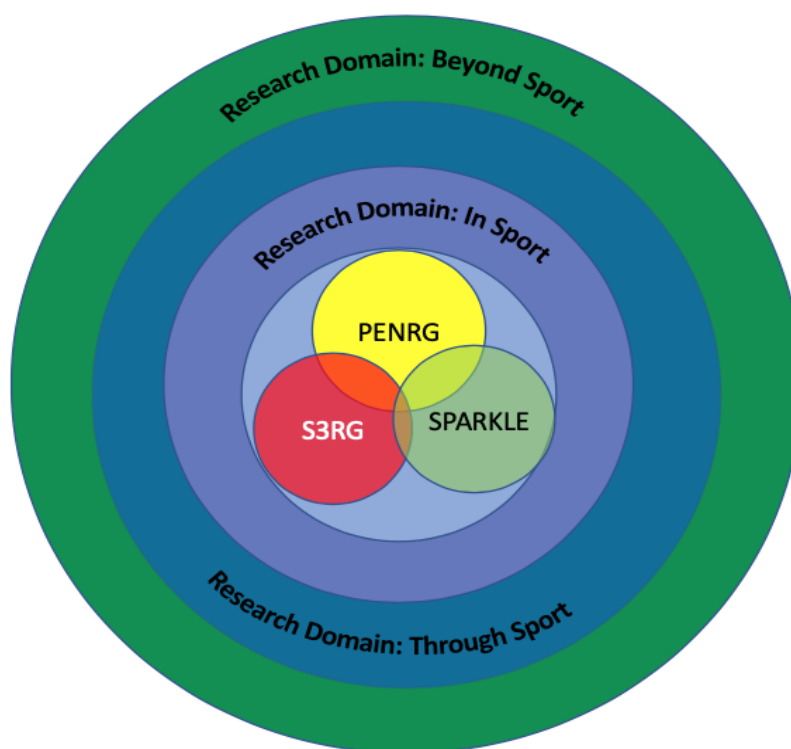 Research Domain: Beyond Sport
Research Domain: In Sport
PENRG
S3RG
SPARKLE
Research Domain: Through Sport